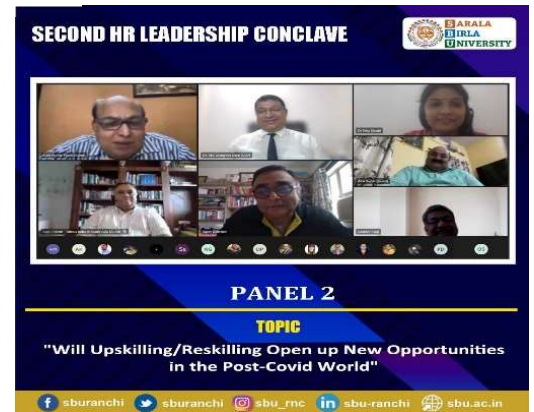 SECOND HR LEADERSHIP CONCLAVE
SARALA
BIRLA
UNIVERSITY
PANEL 2
TOPIC
"Will Upskilling/Reskilling Open up New Opportunities
in the Post-Covid World"
sburanchi sburanchi sbu_rnc sbu-ranchi sbu.ac.in